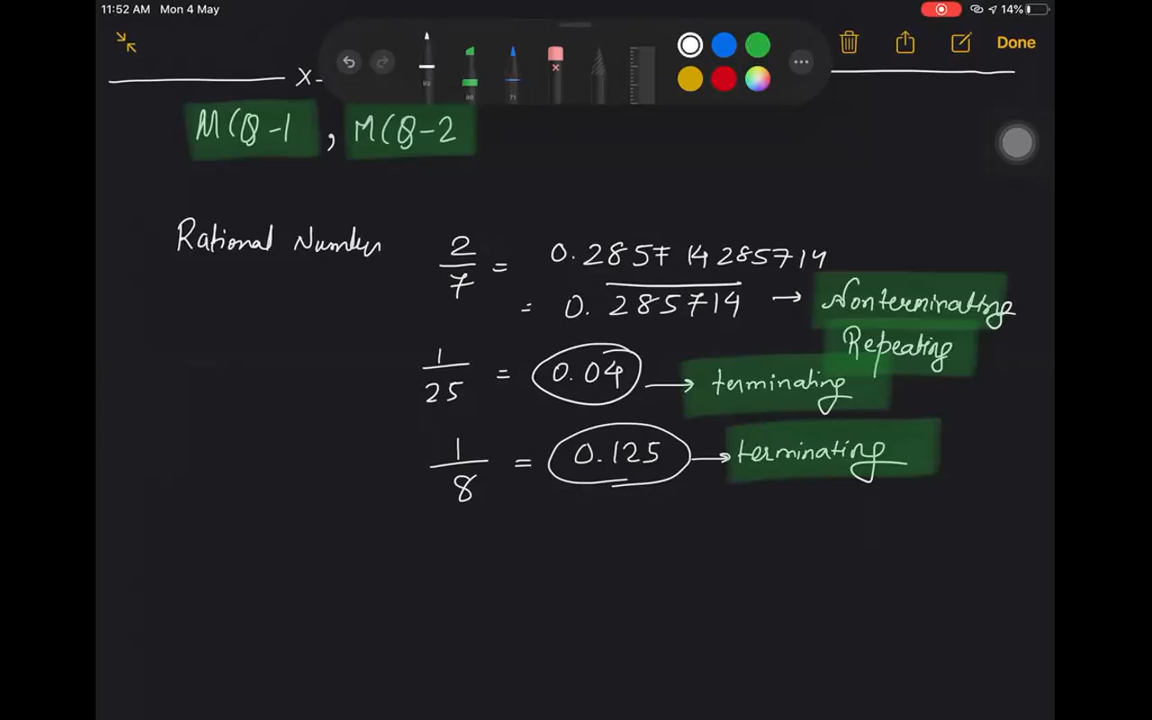 11:52 AM Mon 4 May 14%
Done
X
MCQ-1 , MCQ-2
Rational Number 2/7 = 0.285714285714
= 0. 285714 → Nonterminating Repeating
1/25 = 0.04 → terminating
1/8 = 0.125 → terminating